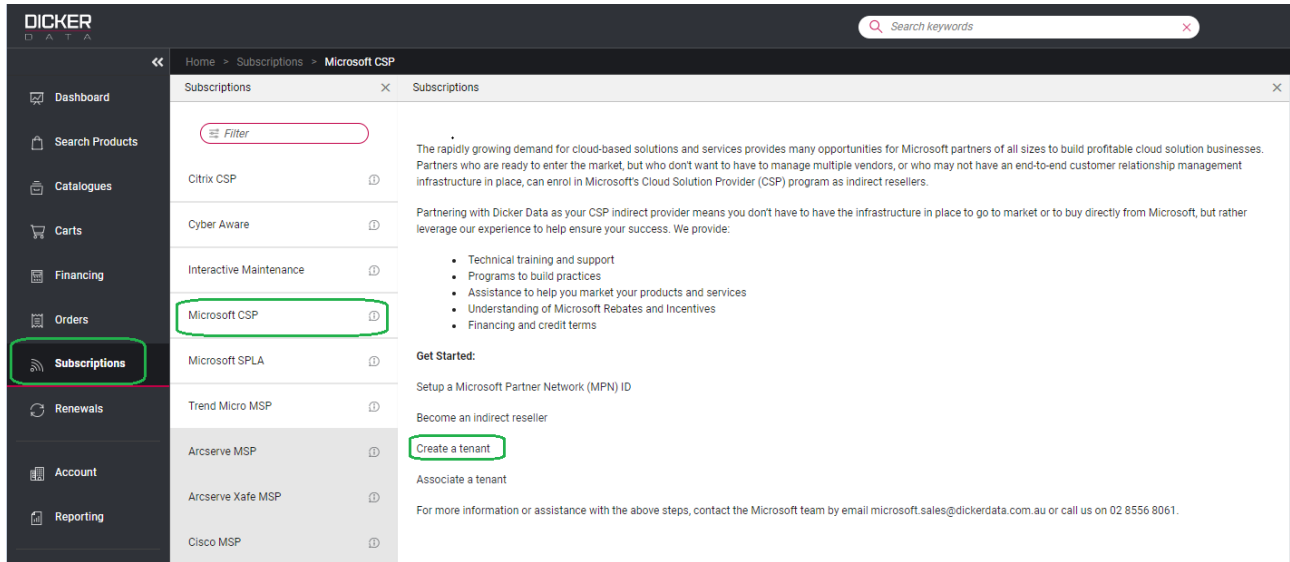 DICKER
DATA
Search keywords
Home > Subscriptions > Microsoft CSP
Dashboard
Search Products
Catalogues
Carts
Financing
Orders
Subscriptions
Renewals
Account
Reporting
Subscriptions
Filter
Citrix CSP
Cyber Aware
Interactive Maintenance
Microsoft CSP
Microsoft SPLA
Trend Micro MSP
Arcserve MSP
Arcserve Xafe MSP
Cisco MSP
Subscriptions
The rapidly growing demand for cloud-based solutions and services provides many opportunities for Microsoft partners of all sizes to build profitable cloud solution businesses.
Partners who are ready to enter the market, but who don't want to have to manage multiple vendors, or who may not have an end-to-end customer relationship management
infrastructure in place, can enrol in Microsoft's Cloud Solution Provider (CSP) program as indirect resellers.
Partnering with Dicker Data as your CSP indirect provider means you don't have to have the infrastructure in place to go to market or to buy directly from Microsoft, but rather
leverage our experience to help ensure your success. We provide:
• Technical training and support
• Programs to build practices
• Assistance to help you market your products and services
• Understanding of Microsoft Rebates and Incentives
• Financing and credit terms
Get Started:
Setup a Microsoft Partner Network (MPN) ID
Become an indirect reseller
Create a tenant
Associate a tenant
For more information or assistance with the above steps, contact the Microsoft team by email microsoft.sales@dickerdata.com.au or call us on 02 8556 8061.